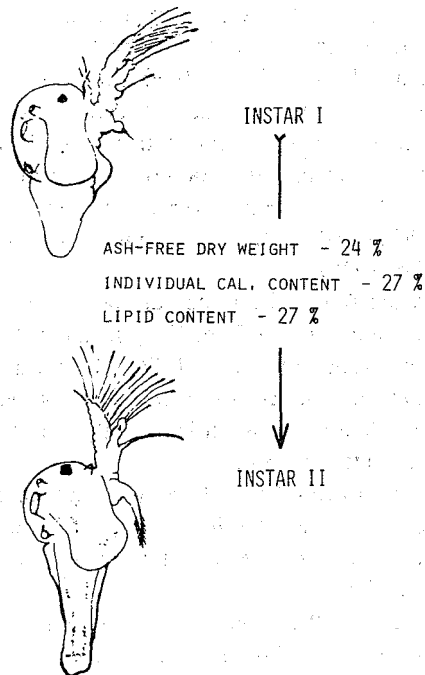 INSTAR I
ASH-FREE DRY WEIGHT - 24 %
INDIVIDUAL CAL. CONTENT - 27 %
LIPID CONTENT - 27 %
INSTAR II